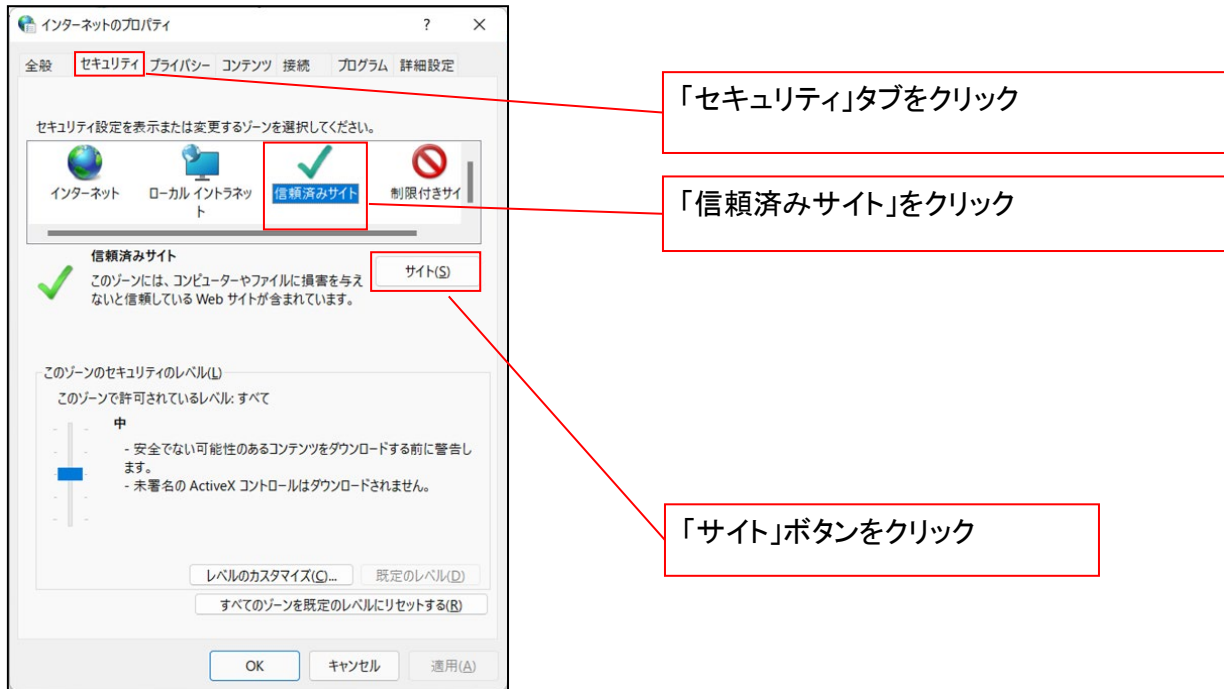 インターネットのプロパティ
?
×
全般 セキュリティ プライバシー コンテンツ 接続 プログラム 詳細設定
セキュリティ設定を表示または変更するゾーンを選択してください。
インターネット
ローカル イントラネッ
ト
信頼済みサイト
制限付きサイ
信頼済みサイト
このゾーンには、コンピューターやファイルに損害を与え
ないと信頼している Web サイトが含まれています。
サイト(S)
このゾーンのセキュリティのレベル(L)
このゾーンで許可されているレベル: すべて
中
- 安全でない可能性のあるコンテンツをダウンロードする前に警告し
ます。
- 未署名の ActiveX コントロールはダウンロードされません。
レベルのカスタマイズ(C)...
既定のレベル(D)
すべてのゾーンを既定のレベルにリセットする(R)
OK
キャンセル
適用(A)
「セキュリティ」タブをクリック
「信頼済みサイト」をクリック
「サイト」ボタンをクリック